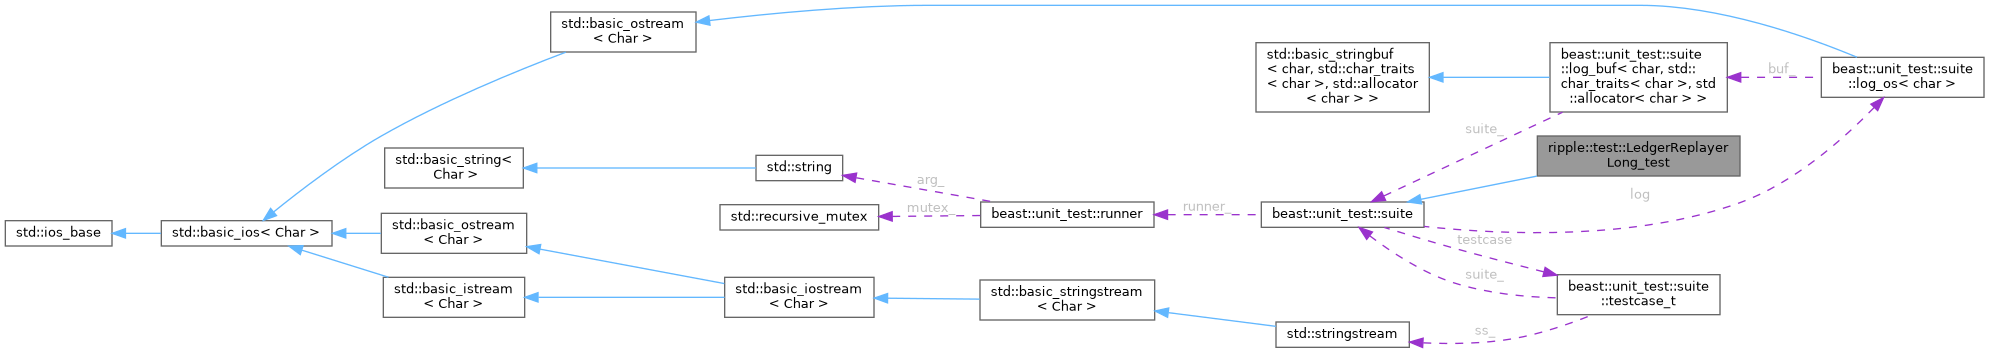 std::basic_ostream
< Char >
std::basic_stringbuf
< char, std::char_traits
< char >, std::allocator
< char > >
beast::unit_test::suite
::log_buf< char, std::
char_traits< char >, std
::allocator< char > >
buf_
beast::unit_test::suite
::log_os< char >
suite_
ripple::test::LedgerReplayer
Long_test
std::basic_string<
Char >
std::string
arg_
std::recursive_mutex
mutex_
beast::unit_test::runner
runner_
beast::unit_test::suite
log
std::ios_base
std::basic_ios< Char >
std::basic_ostream
< Char >
testcase
suite_
beast::unit_test::suite
::testcase_t
std::basic_istream
< Char >
std::basic_iostream
< Char >
std::basic_stringstream
< Char >
std::stringstream
ss_